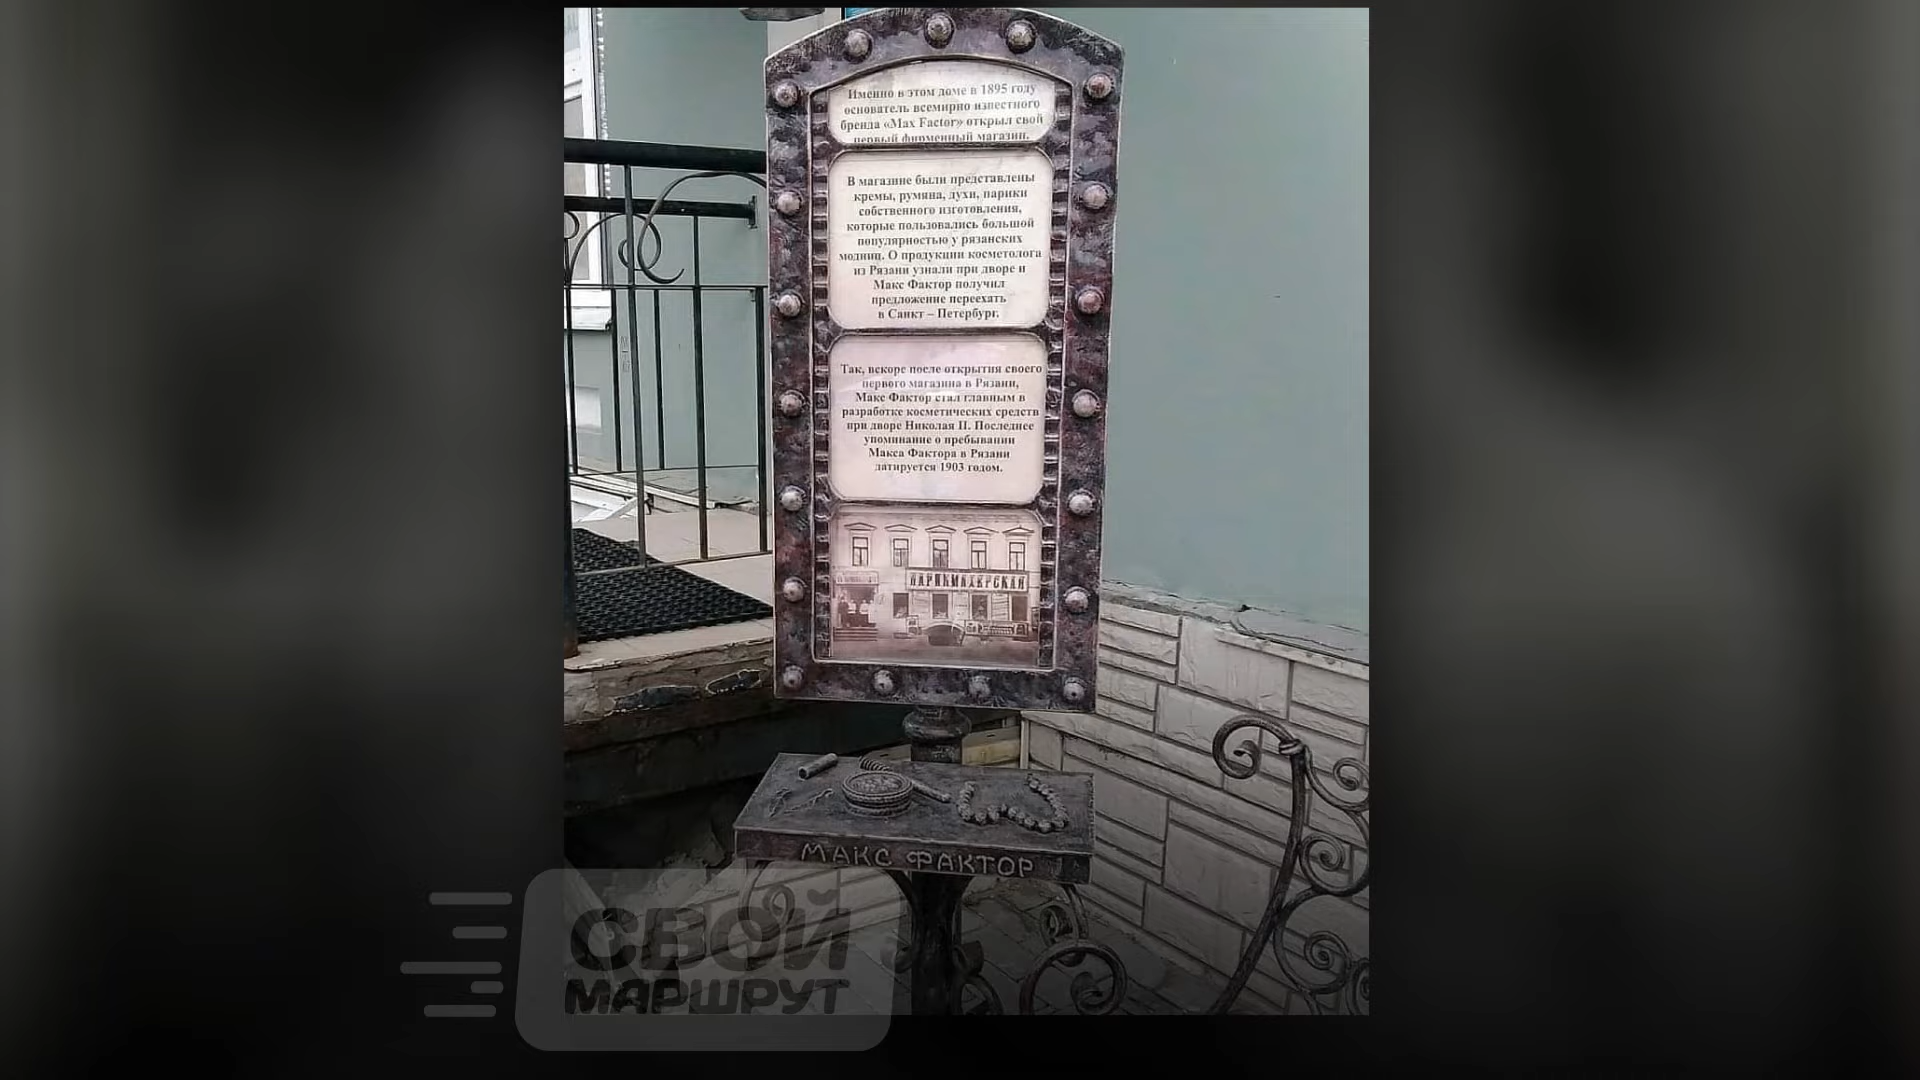 Именно в этом доме в 1895 году
основатель всемирно известного
бренда «Max Factor» открыл свой
первый фирменный магазин.
В магазине были представлены
кремы, румяна, духи, парики
собственного изготовления,
которые пользовались большой
популярностью у рязанских
модниц. О продукции косметолога
из Рязани узнали при дворе и
Макс Фактор получил
предложение переехать
в Санкт – Петербург.
Так, вскоре после открытия своего
первого магазина в Рязани,
Макс Фактор стал главным в
разработке косметических средств
при дворе Николая II. Последнее
упоминание о пребывании
Макса Фактора в Рязани
датируется 1903 годом.
ПАРИКМАХЕРСКАЯ
МАКС ФАКТОР
СВОЙ
МАРШРУТ